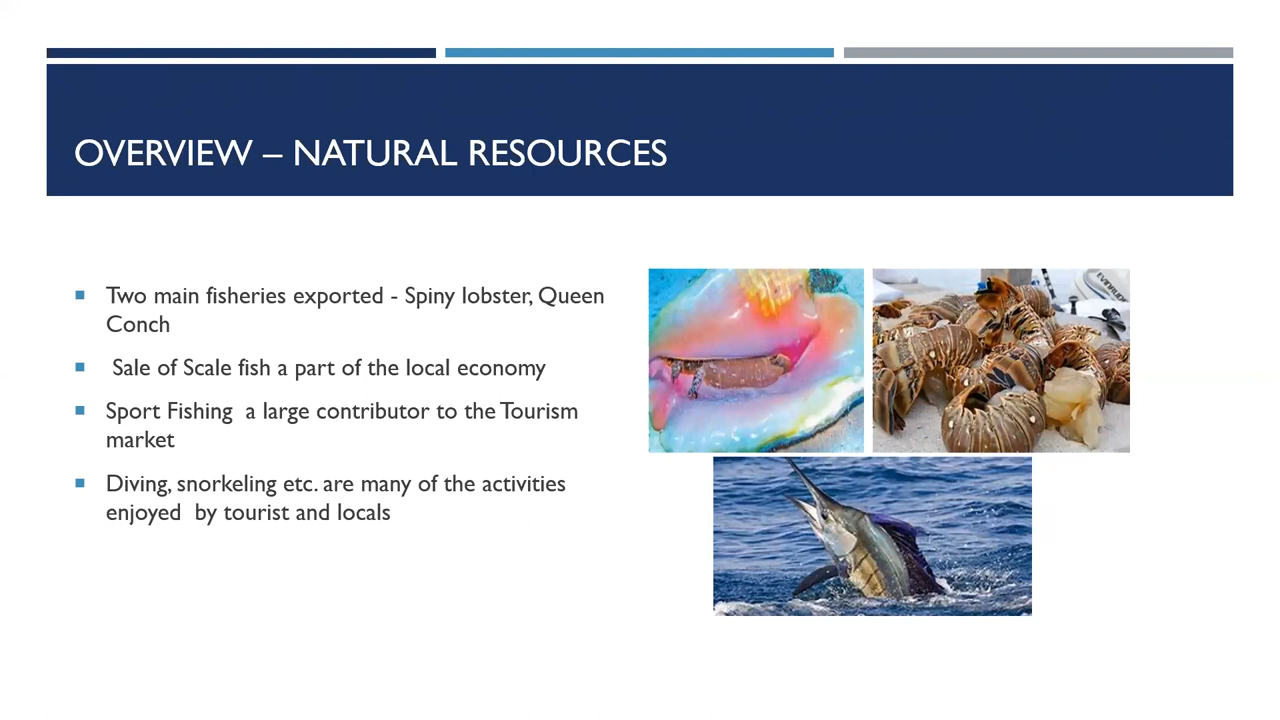 OVERVIEW – NATURAL RESOURCES
Two main fisheries exported - Spiny lobster, Queen
Conch
Sale of Scale fish a part of the local economy
Sport Fishing  a large contributor to the Tourism
market
Diving, snorkeling etc. are many of the activities
enjoyed  by tourist and locals
EVINRUDE